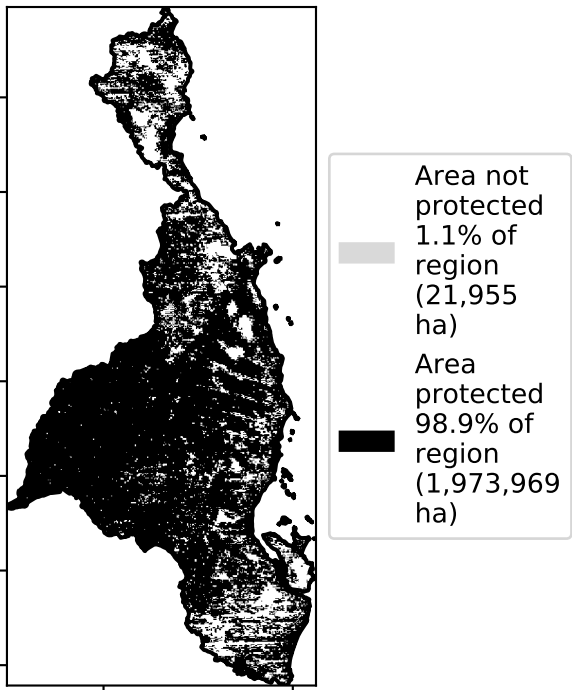 Area not
protected
1.1% of
region
(21,955
ha)
Area
protected
98.9% of
region
(1,973,969
ha)